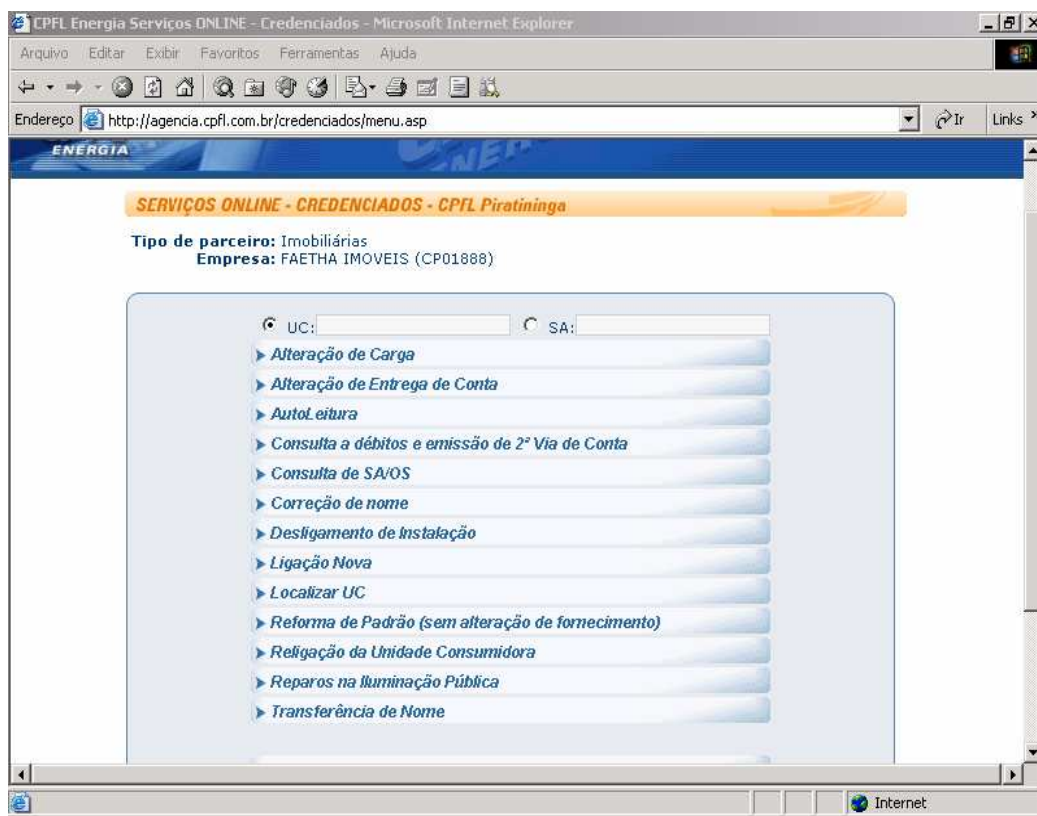 CPFL Energia Serviços ONLINE - Credenciados - Microsoft Internet Explorer
Arquivo Editar Exibir Favoritos Ferramentas Ajuda
Endereço http://agencia.cpfl.com.br/credenciados/menu.asp Ir Links
ENERGIA
SERVIÇOS ONLINE - CREDENCIADOS - CPFL Piratininga
Tipo de parceiro: Imobiliárias
Empresa: FAETHA IMOVEIS (CP01888)
UC: SA:
Alteração de Carga
Alteração de Entrega de Conta
AutoLeitura
Consulta a débitos e emissão de 2ª Via de Conta
Consulta de SA/OS
Correção de nome
Desligamento de Instalação
Ligação Nova
Localizar UC
Reforma de Padrão (sem alteração de fornecimento)
Religação da Unidade Consumidora
Reparos na Iluminação Pública
Transferência de Nome
Internet